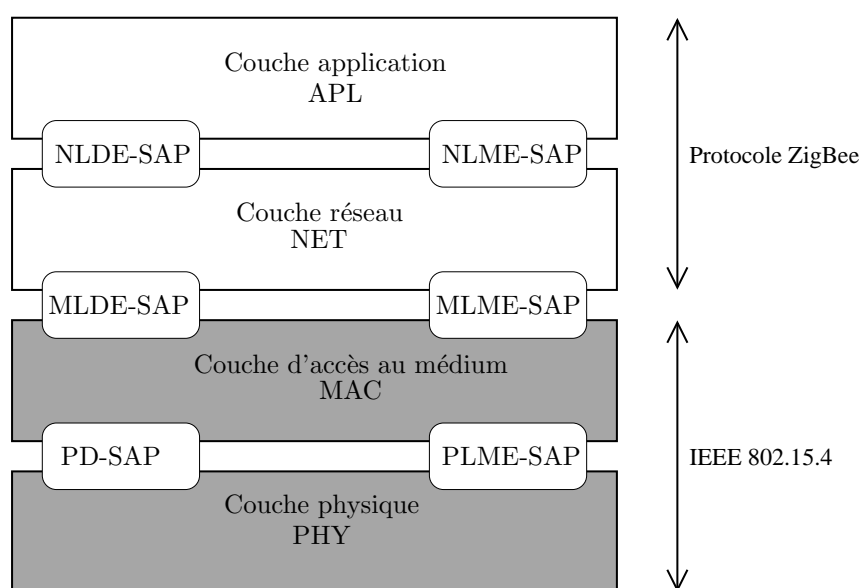 Couche application
APL
NLDE-SAP
NLME-SAP
Protocole ZigBee
Couche réseau
NET
MLDE-SAP
MLME-SAP
Couche d'accès au médium
MAC
PD-SAP
PLME-SAP
IEEE 802.15.4
Couche physique
PHY